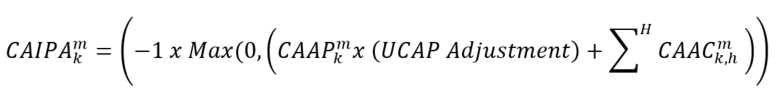 CAIPA_k^m = (−1 x Max(0, (CAAP_k^m x (UCAP Adjustment) + ∑^H CAAC_{k,h}^m)))